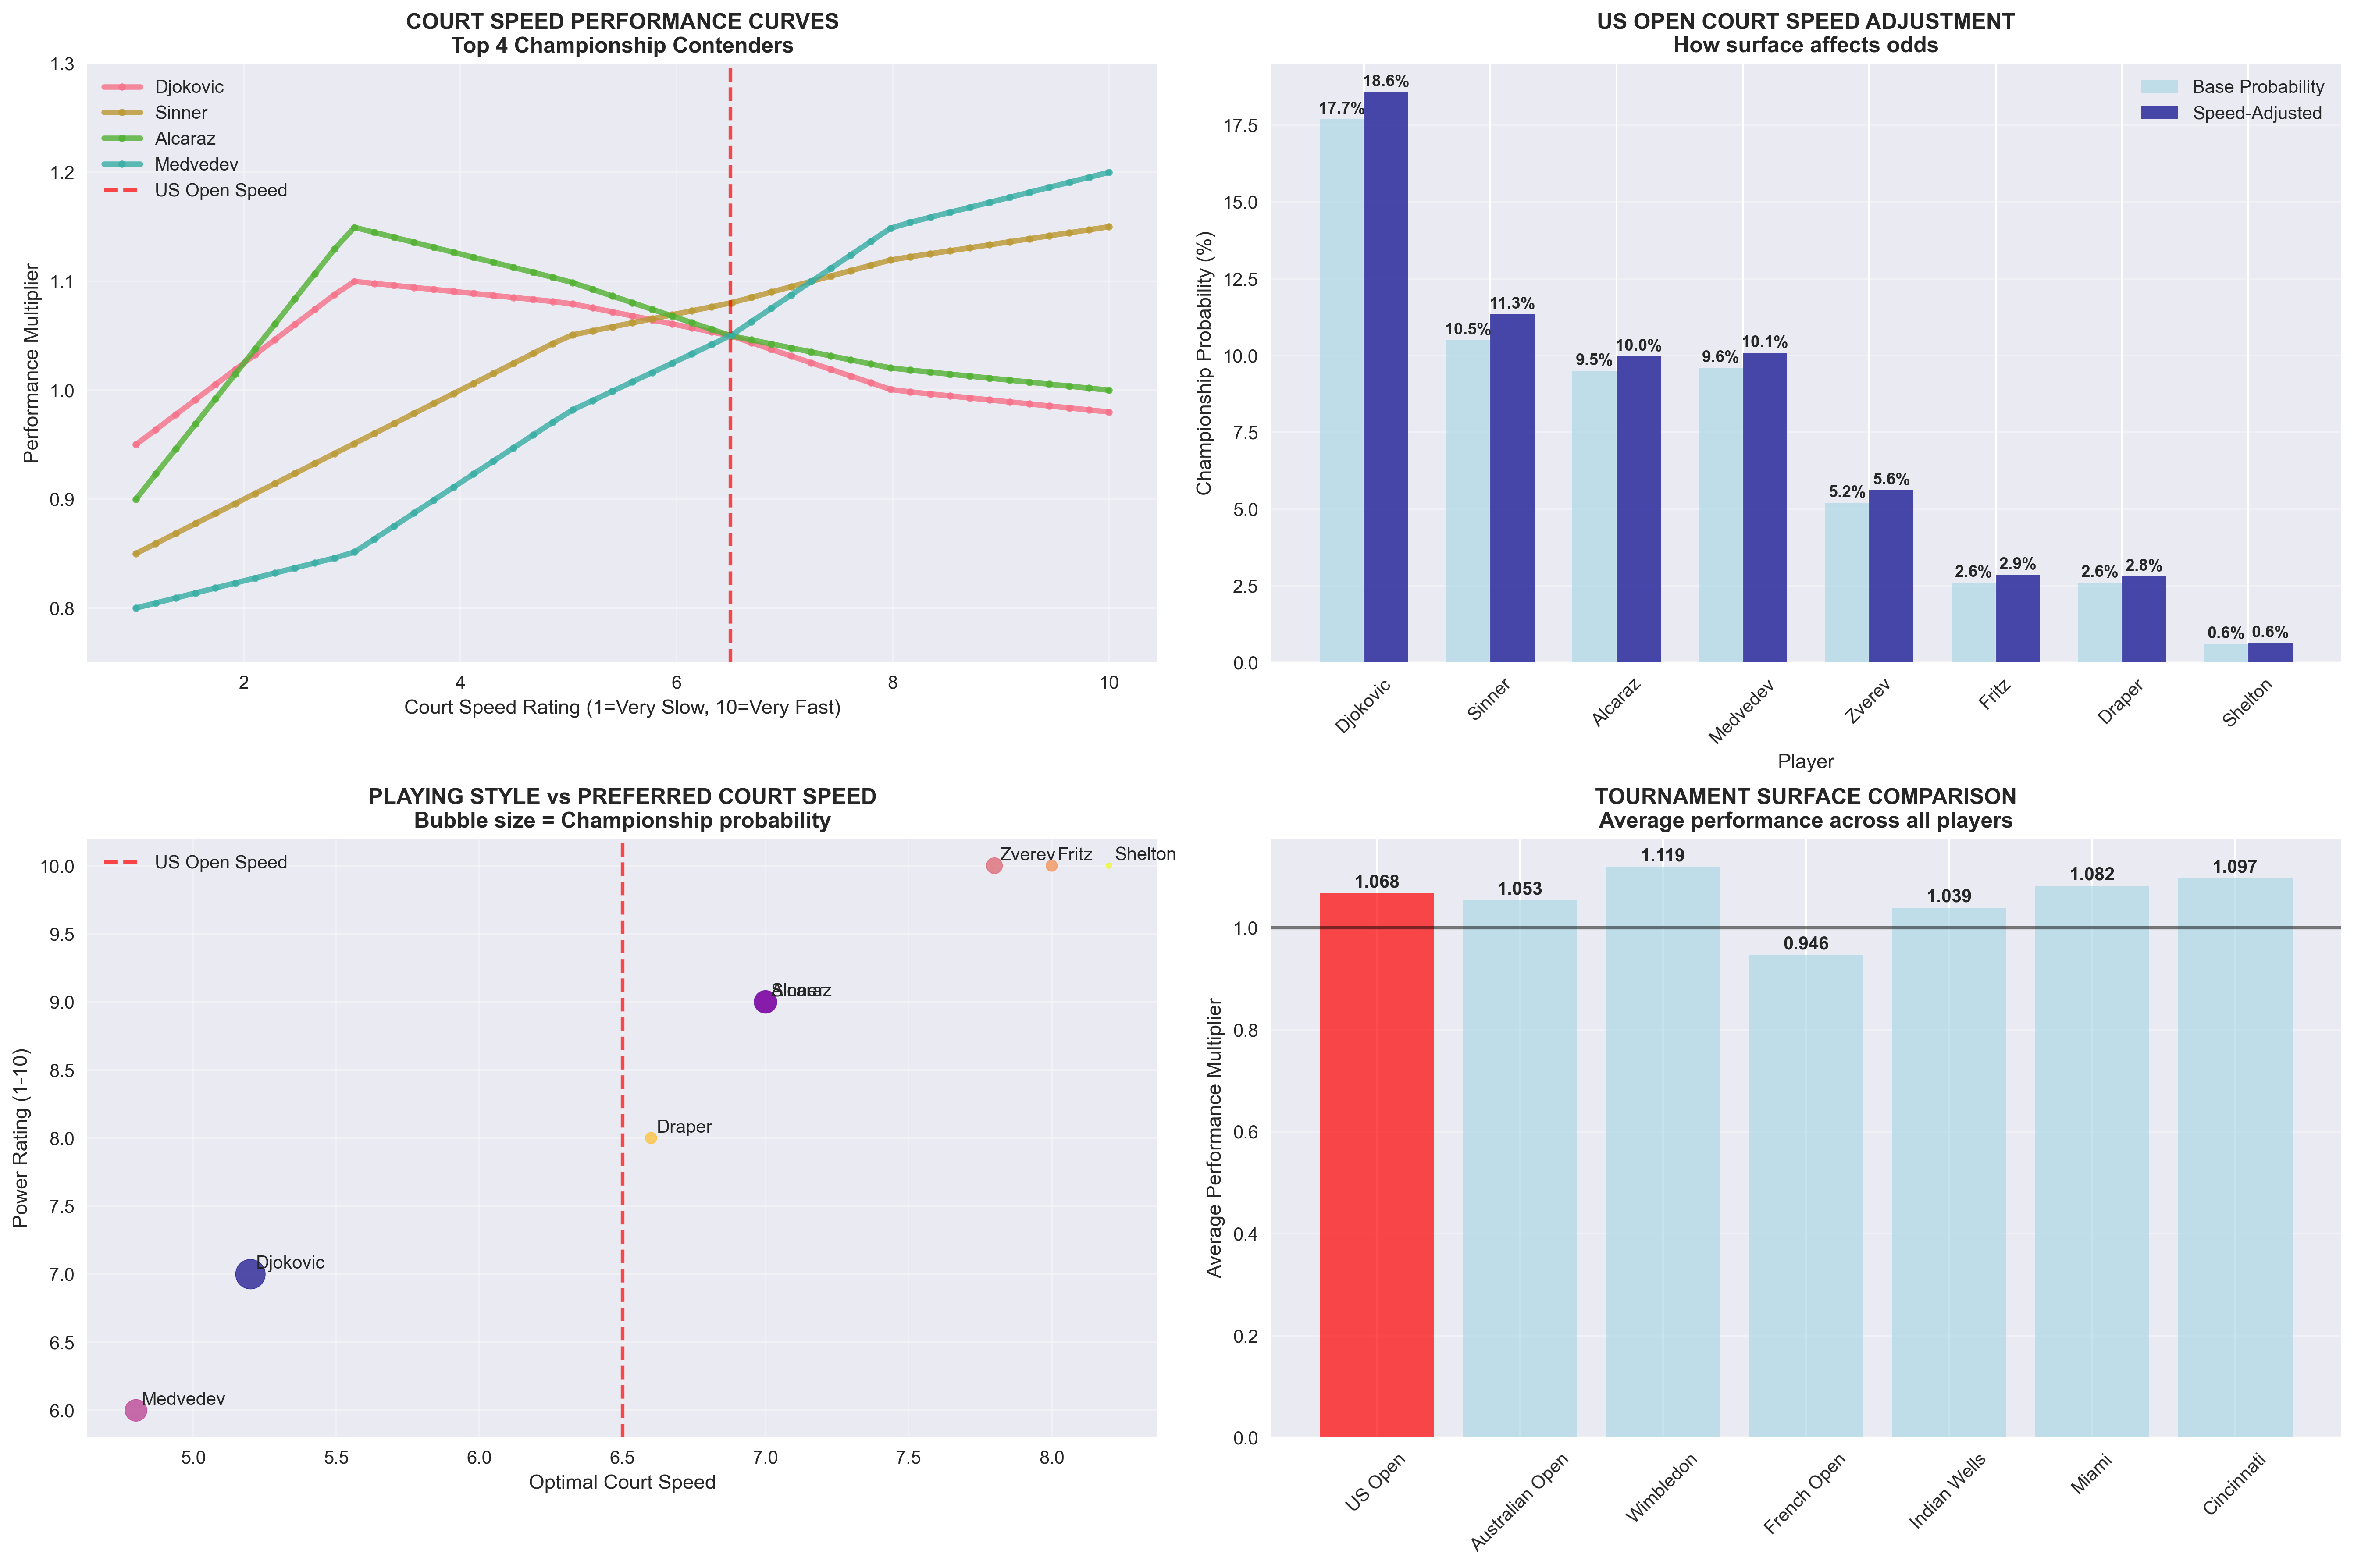 COURT SPEED PERFORMANCE CURVES
Top 4 Championship Contenders
Performance Multiplier
1.3
1.2
1.1
1.0
0.9
0.8
Djokovic
Sinner
Alcaraz
Medvedev
US Open Speed
2 4 6 8 10
Court Speed Rating (1=Very Slow, 10=Very Fast)
US OPEN COURT SPEED ADJUSTMENT
How surface affects odds
Championship Probability (%)
17.5
15.0
12.5
10.0
7.5
5.0
2.5
0.0
Base Probability
Speed-Adjusted
17.7% 18.6%
10.5% 11.3%
9.5% 10.0%
9.6% 10.1%
5.2% 5.6%
2.6% 2.9%
2.6% 2.8%
0.6% 0.6%
Djokovic
Sinner
Alcaraz
Medvedev
Zverev
Fritz
Draper
Shelton
Player
PLAYING STYLE vs PREFERRED COURT SPEED
Bubble size = Championship probability
Power Rating (1-10)
10.0
9.5
9.0
8.5
8.0
7.5
7.0
6.5
6.0
US Open Speed
Zverev
Fritz
Shelton
Sinner
Alcaraz
Draper
Djokovic
Medvedev
5.0 5.5 6.0 6.5 7.0 7.5 8.0
Optimal Court Speed
TOURNAMENT SURFACE COMPARISON
Average performance across all players
Average Performance Multiplier
1.0
0.8
0.6
0.4
0.2
0.0
1.068
1.053
1.119
0.946
1.039
1.082
1.097
US Open
Australian Open
Wimbledon
French Open
Indian Wells
Miami
Cincinnati